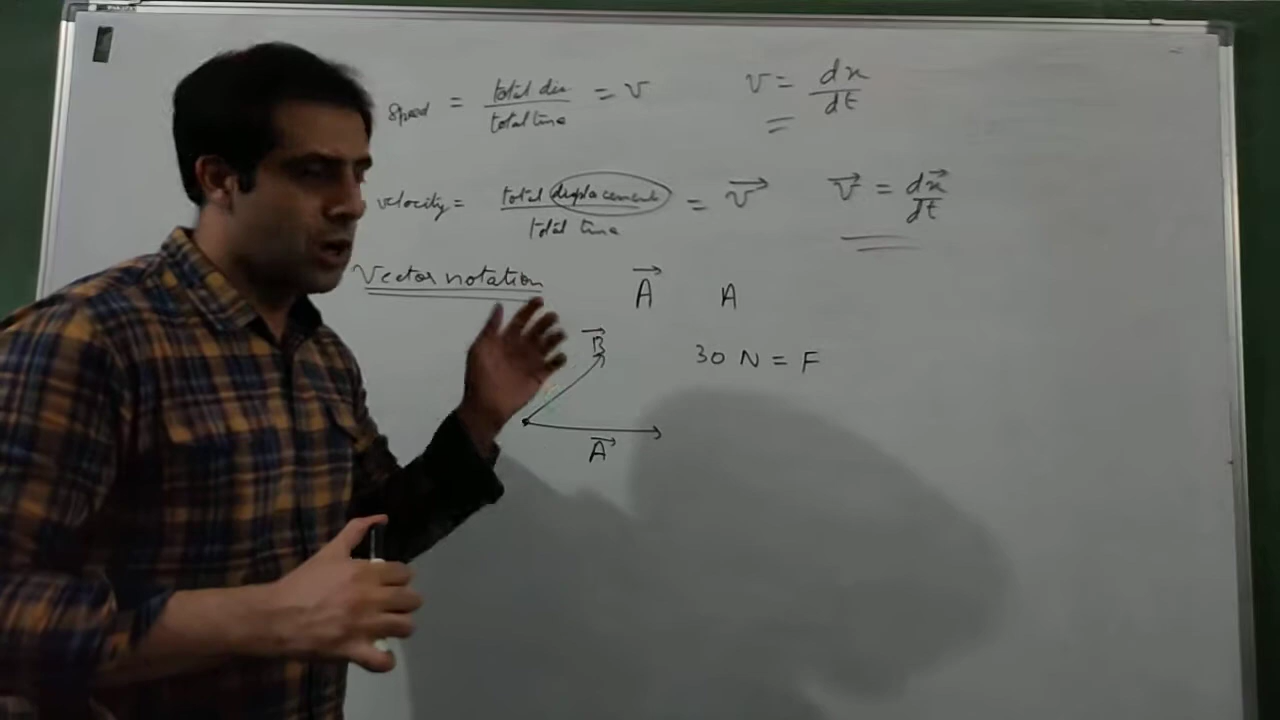 Speed = total dis / total time = v v = dx / dt
velocity = total displacement / total time = v⃗ v⃗ = dx⃗ / dt
Vector notation A⃗ A
B⃗
30 N = F
A⃗